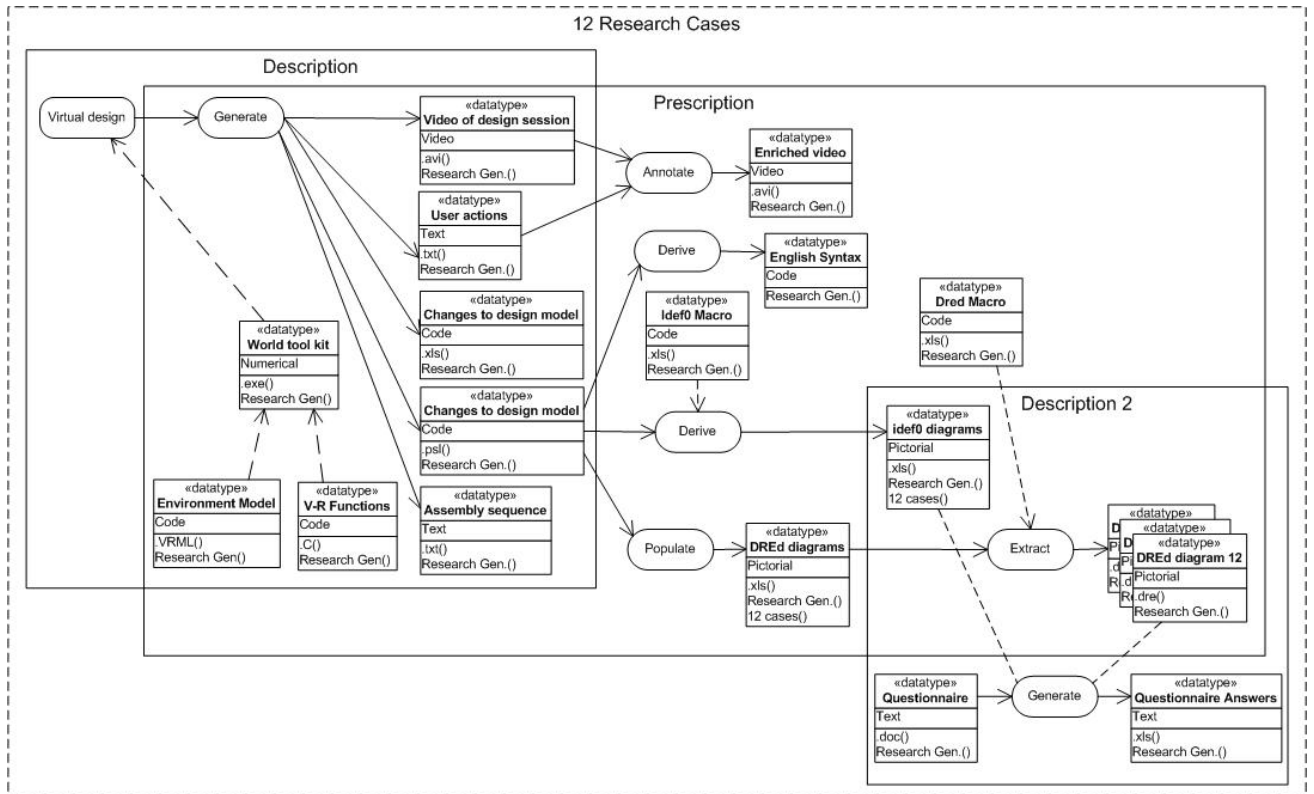 12 Research Cases
Description
Prescription
Virtual design
Generate
«datatype»
Video of design session
Video
.avi()
Research Gen.()
Annotate
«datatype»
Enriched video
Video
.avi()
Research Gen.()
«datatype»
User actions
Text
.txt()
Research Gen.()
Derive
«datatype»
English Syntax
Code
Research Gen.()
«datatype»
Changes to design model
Code
.xls()
Research Gen.()
«datatype»
Idef0 Macro
Code
.xls()
Research Gen.()
«datatype»
Dred Macro
Code
.xls()
Research Gen.()
«datatype»
World tool kit
Numerical
.exe()
Research Gen()
«datatype»
Changes to design model
Code
.psl()
Research Gen.()
Derive
Description 2
«datatype»
idef0 diagrams
Pictorial
.xls()
Research Gen.()
12 cases()
«datatype»
Environment Model
Code
.VRML()
Research Gen()
«datatype»
V-R Functions
Code
.C()
Research Gen()
«datatype»
Assembly sequence
Text
.txt()
Research Gen.()
Populate
«datatype»
DREd diagrams
Pictorial
.xls()
Research Gen.()
12 cases()
Extract
«datatype»
D
Pi
.d
R
«datatype»
D
Pi
.d
Re
«datatype»
DREd diagram 12
Pictorial
.dre()
Research Gen.()
«datatype»
Questionnaire
Text
.doc()
Research Gen.()
Generate
«datatype»
Questionnaire Answers
Text
.xls()
Research Gen.()